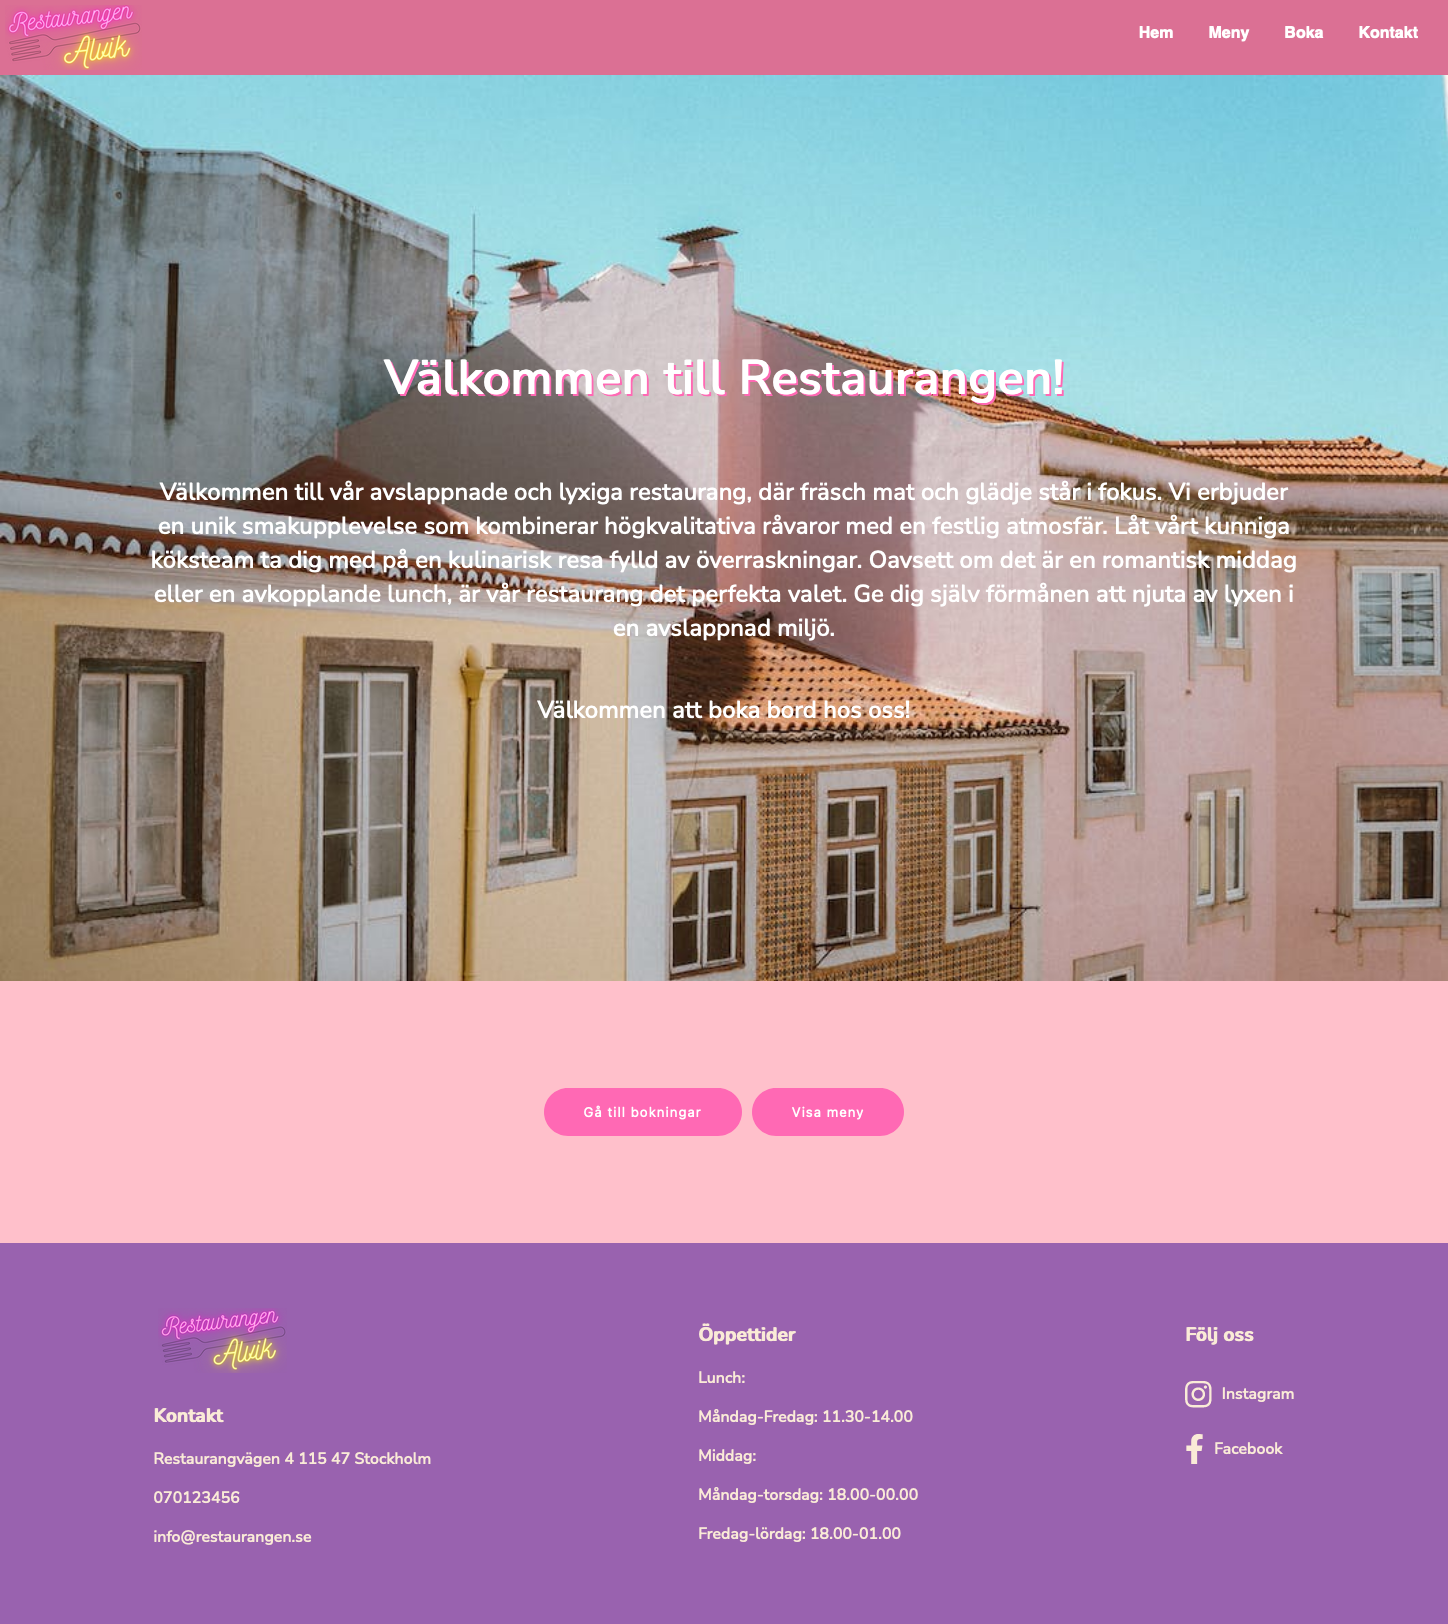 Restaurangen
Alvik
Hem Meny Boka Kontakt
Välkommen till Restaurangen!
Välkommen till vår avslappnade och lyxiga restaurang, där fräsch mat och glädje står i fokus. Vi erbjuder
en unik smakupplevelse som kombinerar högkvalitativa råvaror med en festlig atmosfär. Låt vårt kunniga
köksteam ta dig med på en kulinarisk resa fylld av överraskningar. Oavsett om det är en romantisk middag
eller en avkopplande lunch, är vår restaurang det perfekta valet. Ge dig själv förmånen att njuta av lyxen i
en avslappnad miljö.
Välkommen att boka bord hos oss!
Gå till bokningar
Visa meny
Restaurangen
Alvik
Kontakt
Restaurangvägen 4 115 47 Stockholm
070123456
info@restaurangen.se
Öppettider
Lunch:
Måndag-Fredag: 11.30-14.00
Middag:
Måndag-torsdag: 18.00-00.00
Fredag-lördag: 18.00-01.00
Följ oss
Instagram
Facebook